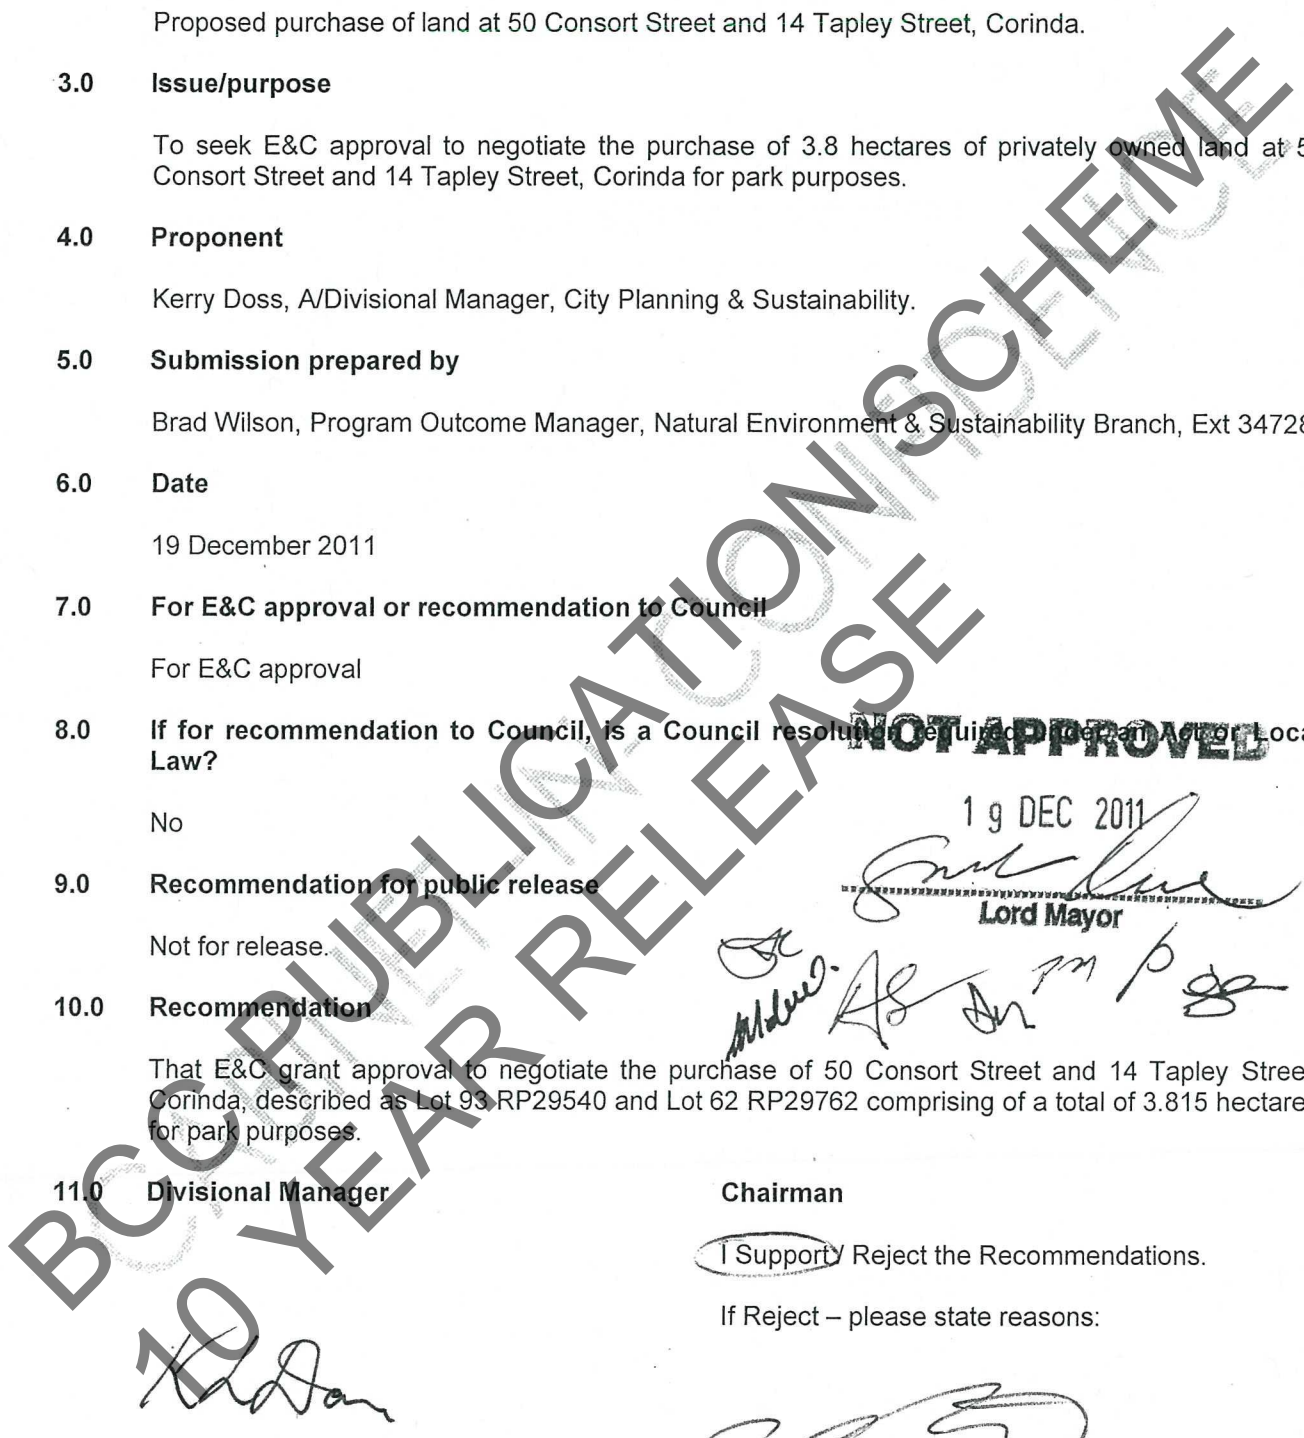 Proposed purchase of land at 50 Consort Street and 14 Tapley Street, Corinda.
3.0 Issue/purpose
To seek E&C approval to negotiate the purchase of 3.8 hectares of privately owned land at 5
Consort Street and 14 Tapley Street, Corinda for park purposes.
4.0 Proponent
Kerry Doss, A/Divisional Manager, City Planning & Sustainability.
5.0 Submission prepared by
Brad Wilson, Program Outcome Manager, Natural Environment & Sustainability Branch, Ext 34728
6.0 Date
19 December 2011
7.0 For E&C approval or recommendation to Council
For E&C approval
8.0 If for recommendation to Council, is a Council resolution required under an Act or Loca
Law?
NOT APPROVED
No
19 DEC 2011
9.0 Recommendation for public release
Lord Mayor
Not for release.
10.0 Recommendation
That E&C grant approval to negotiate the purchase of 50 Consort Street and 14 Tapley Stree
Corinda, described as Lot 93 RP29540 and Lot 62 RP29762 comprising of a total of 3.815 hectare
for park purposes.
11.0 Divisional Manager Chairman
I Support / Reject the Recommendations.
If Reject – please state reasons:
BCC PUBLICATION SCHEME
10 YEAR RELEASE